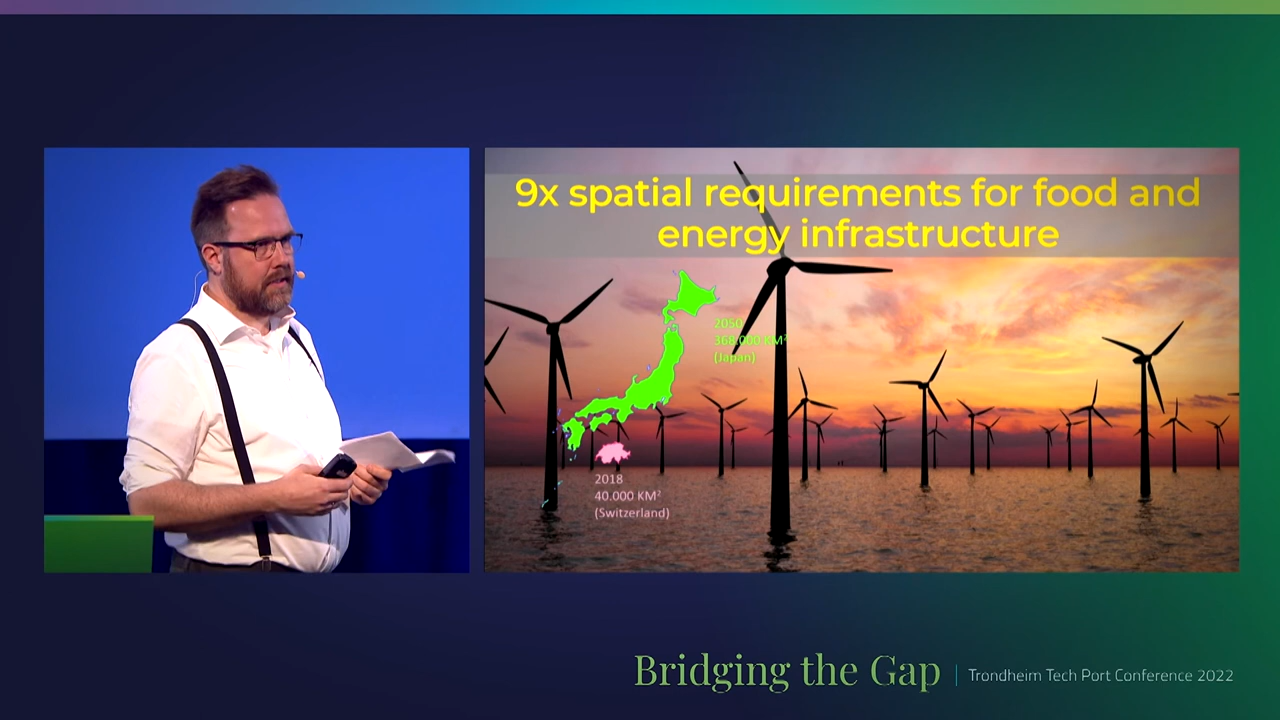 9x spatial requirements for food and
energy infrastructure
2050
368.000 KM²
(Japan)
2018
40.000 KM²
(Switzerland)
Bridging the Gap
Trondheim Tech Port Conference 2022